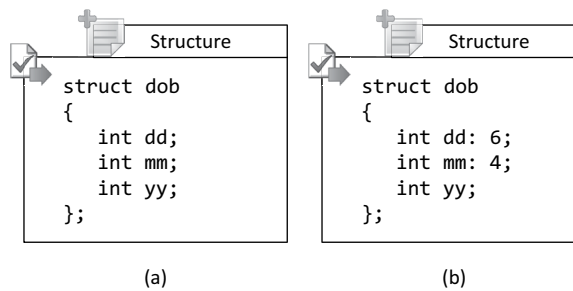 Structure
struct dob
{
int dd;
int mm;
int yy;
};
(a)
Structure
struct dob
{
int dd: 6;
int mm: 4;
int yy;
};
(b)